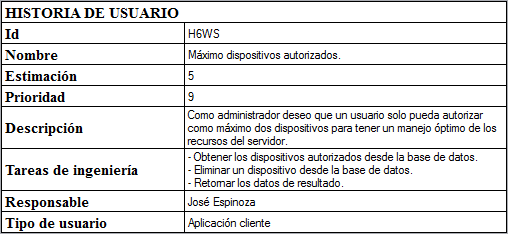 HISTORIA DE USUARIO
Id H6WS
Nombre Máximo dispositivos autorizados.
Estimación 5
Prioridad 9
Descripción Como administrador deseo que un usuario solo pueda autorizar
como máximo dos dispositivos para tener un manejo óptimo de los
recursos del servidor.
Tareas de ingeniería - Obtener los dispositivos autorizados desde la base de datos.
- Eliminar un dispositivo desde la base de datos.
- Retornar los datos de resultado.
Responsable José Espinoza
Tipo de usuario Aplicación cliente